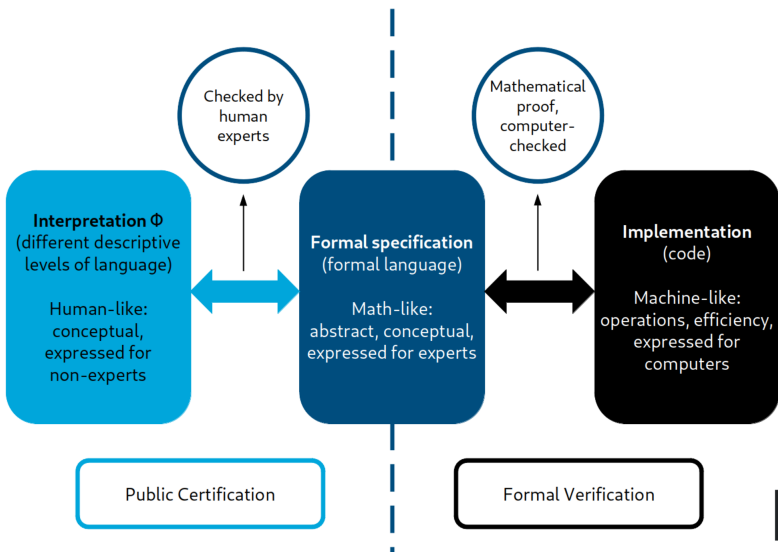 Checked by
human
experts
Mathematical
proof,
computer-
checked
Interpretation Φ
(different descriptive
levels of language)
Human-like:
conceptual,
expressed for
non-experts
Formal specification
(formal language)
Math-like:
abstract, conceptual,
expressed for experts
Implementation
(code)
Machine-like:
operations, efficiency,
expressed for
computers
Public Certification
Formal Verification